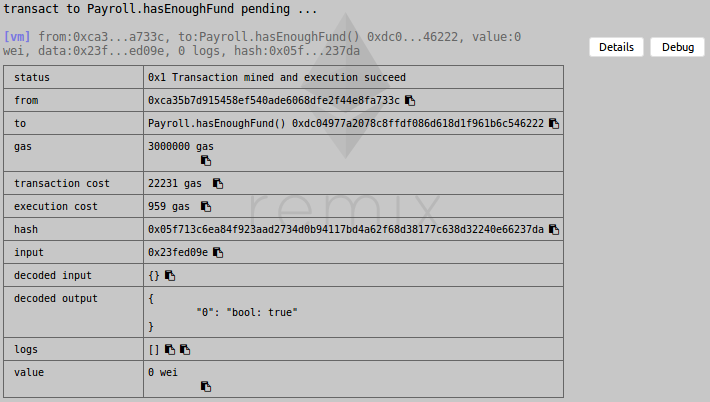 transact to Payroll.hasEnoughFund pending ...
[vm] from:0xca3...a733c, to:Payroll.hasEnoughFund() 0xdc0...46222, value:0
wei, data:0x23f...ed09e, 0 logs, hash:0x05f...237da
Details
Debug
status 0x1 Transaction mined and execution succeed
from 0xca35b7d915458ef540ade6068dfe2f44e8fa733c
to Payroll.hasEnoughFund() 0xdc04977a2078c8ffdf086d618d1f961b6c546222
gas 3000000 gas
transaction cost 22231 gas
execution cost 959 gas
hash 0x05f713c6ea84f923aad2734d0b94117bd4a62f68d38177c638d32240e66237da
input 0x23fed09e
decoded input {}
decoded output {
"0": "bool: true"
}
logs []
value 0 wei
remix